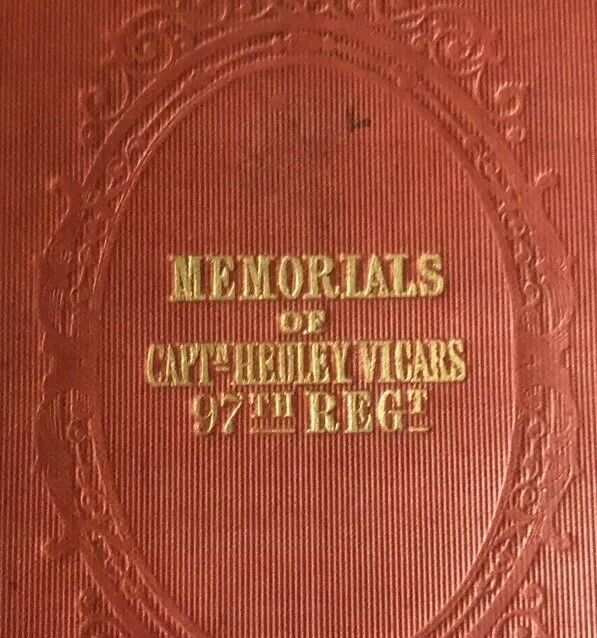 MEMORIALS
OF
CAPTN. HEDLEY VICARS
97TH REGT